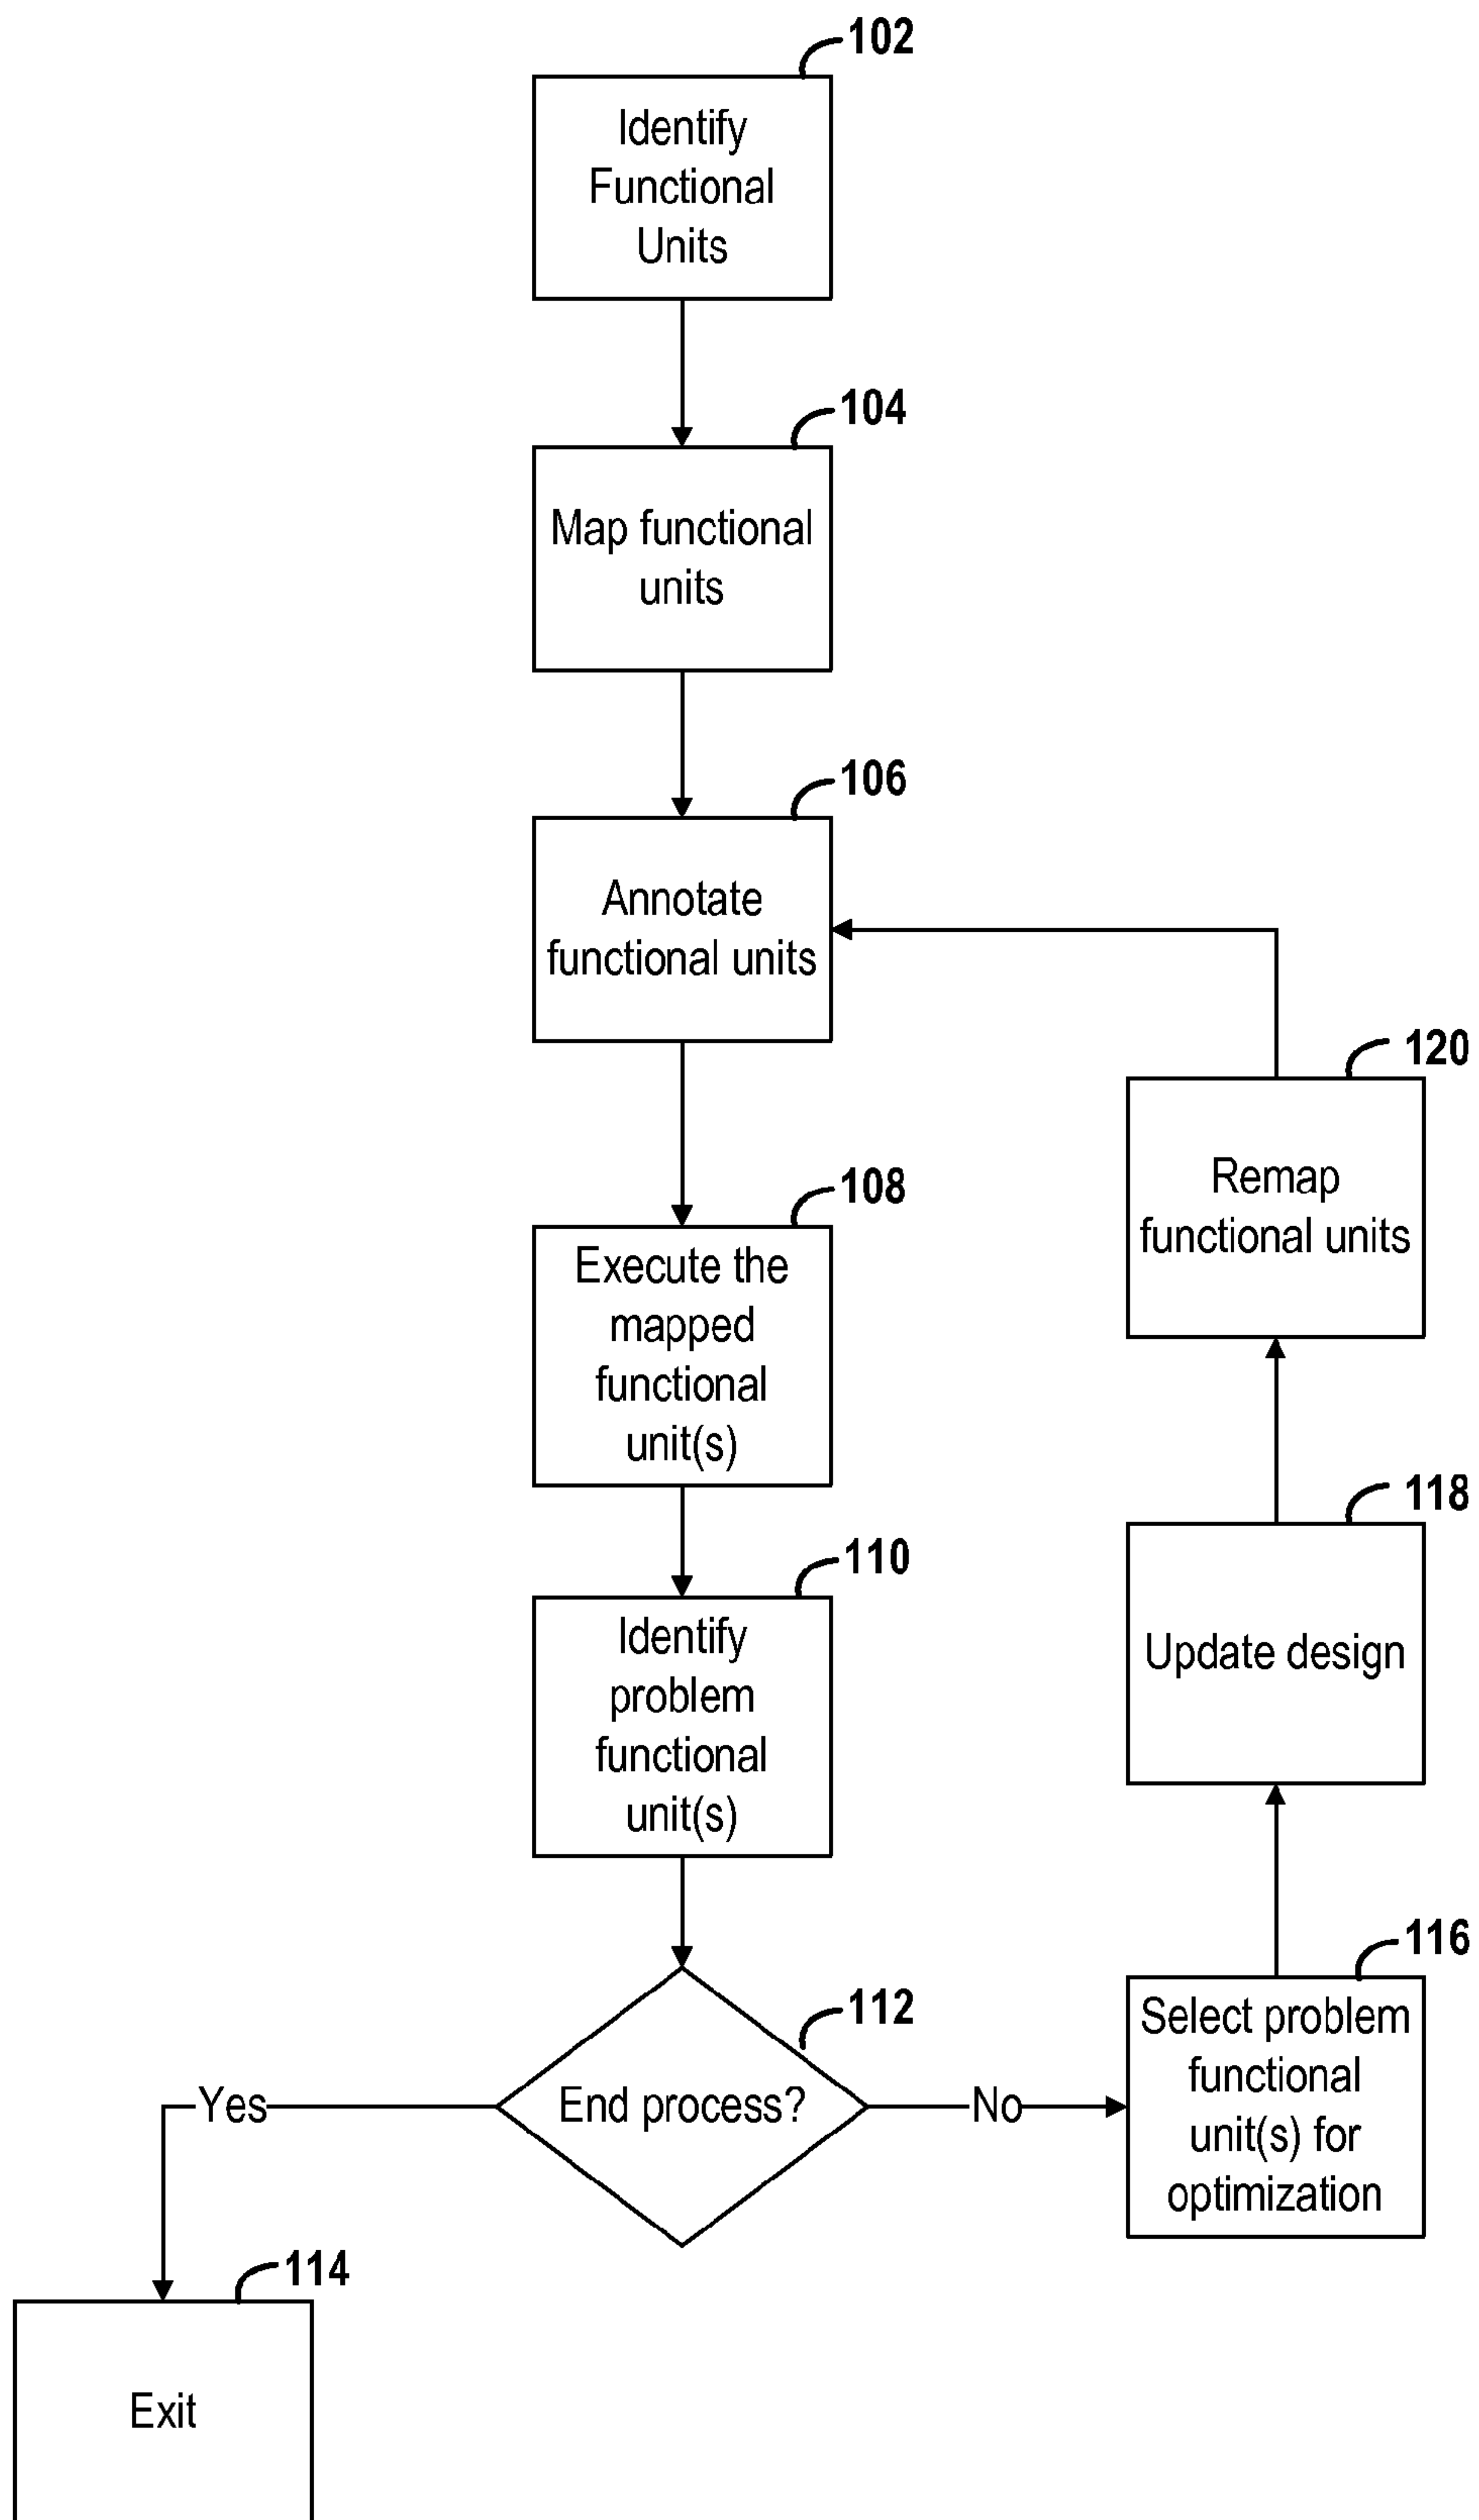 102
Identify
Functional
Units
104
Map functional
units
106
Annotate
functional units
120
Remap
functional units
108
Execute the
mapped
functional
unit(s)
118
Update design
110
Identify
problem
functional
unit(s)
116
Select problem
functional
unit(s) for
optimization
112
End process?
Yes
No
114
Exit